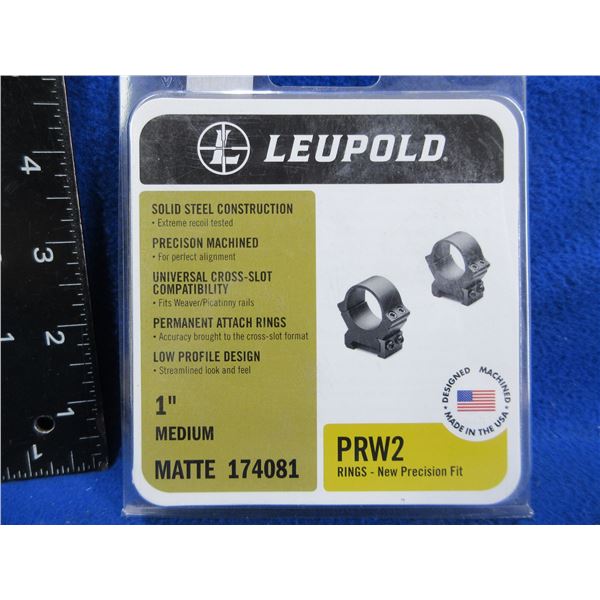 LEUPOLD®
SOLID STEEL CONSTRUCTION
• Extreme recoil tested
PRECISON MACHINED
• For perfect alignment
UNIVERSAL CROSS-SLOT
COMPATIBILITY
• Fits Weaver/Picatinny rails
PERMANENT ATTACH RINGS
• Accuracy brought to the cross-slot format
LOW PROFILE DESIGN
• Streamlined look and feel
1"
MEDIUM
MATTE 174081
DESIGNED • MACHINED • MADE IN THE USA
PRW2
RINGS - New Precision Fit
4
3
2
1
1
2